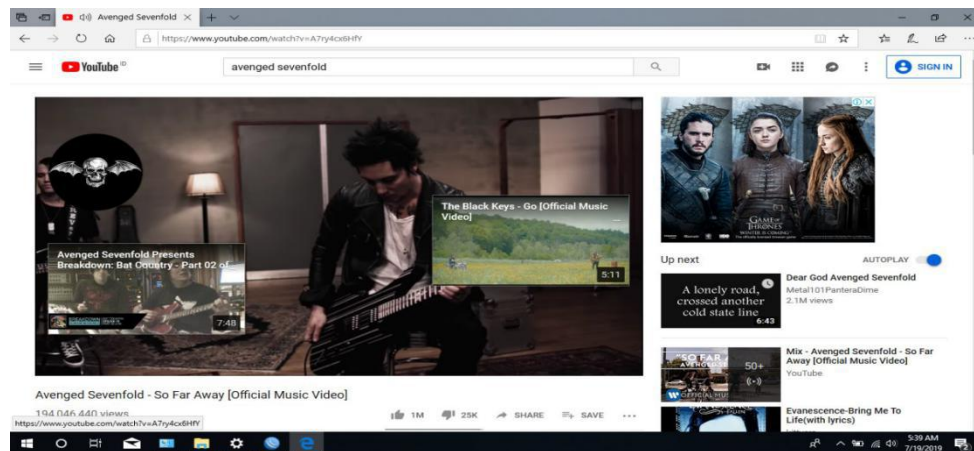 Avenged Sevenfold
https://www.youtube.com/watch?v=A7ry4cx6HfY
YouTube ID
avenged sevenfold
SIGN IN
The Black Keys - Go [Official Music
Video]
5:11
Avenged Sevenfold Presents
Breakdown: Bat Country - Part 02 of...
7:48
GAME OF
THRONES
WINTER IS COMING
Up next
AUTOPLAY
A lonely road,
crossed another
cold state line
6:43
Dear God Avenged Sevenfold
Metal101PanteraDime
2.1M views
"SO FAR
50+
Mix - Avenged Sevenfold - So Far
Away [Official Music Video]
YouTube
Evanescence-Bring Me To
Life(with lyrics)
Avenged Sevenfold - So Far Away [Official Music Video]
194,046,440 views
1M
25K
SHARE
SAVE
https://www.youtube.com/watch?v=A7ry4cx6HfY
5:39 AM
7/19/2019